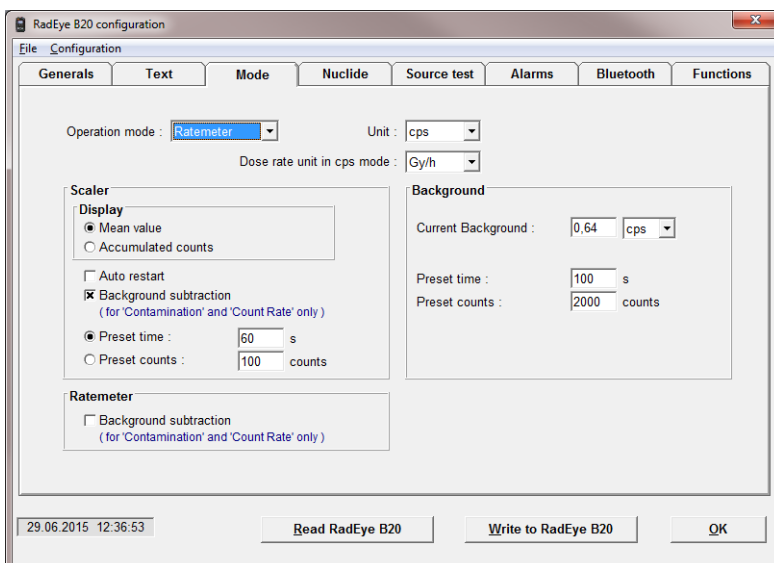 RadEye B20 configuration
File Configuration
Generals Text Mode Nuclide Source test Alarms Bluetooth Functions
Operation mode : Ratemeter Unit : cps
Dose rate unit in cps mode : Gy/h
Scaler
Display
Mean value
Accumulated counts
Auto restart
Background subtraction
( for 'Contamination' and 'Count Rate' only )
Preset time : 60 s
Preset counts : 100 counts
Background
Current Background : 0,64 cps
Preset time : 100 s
Preset counts : 2000 counts
Ratemeter
Background subtraction
( for 'Contamination' and 'Count Rate' only )
29.06.2015 12:36:53 Read RadEye B20 Write to RadEye B20 OK